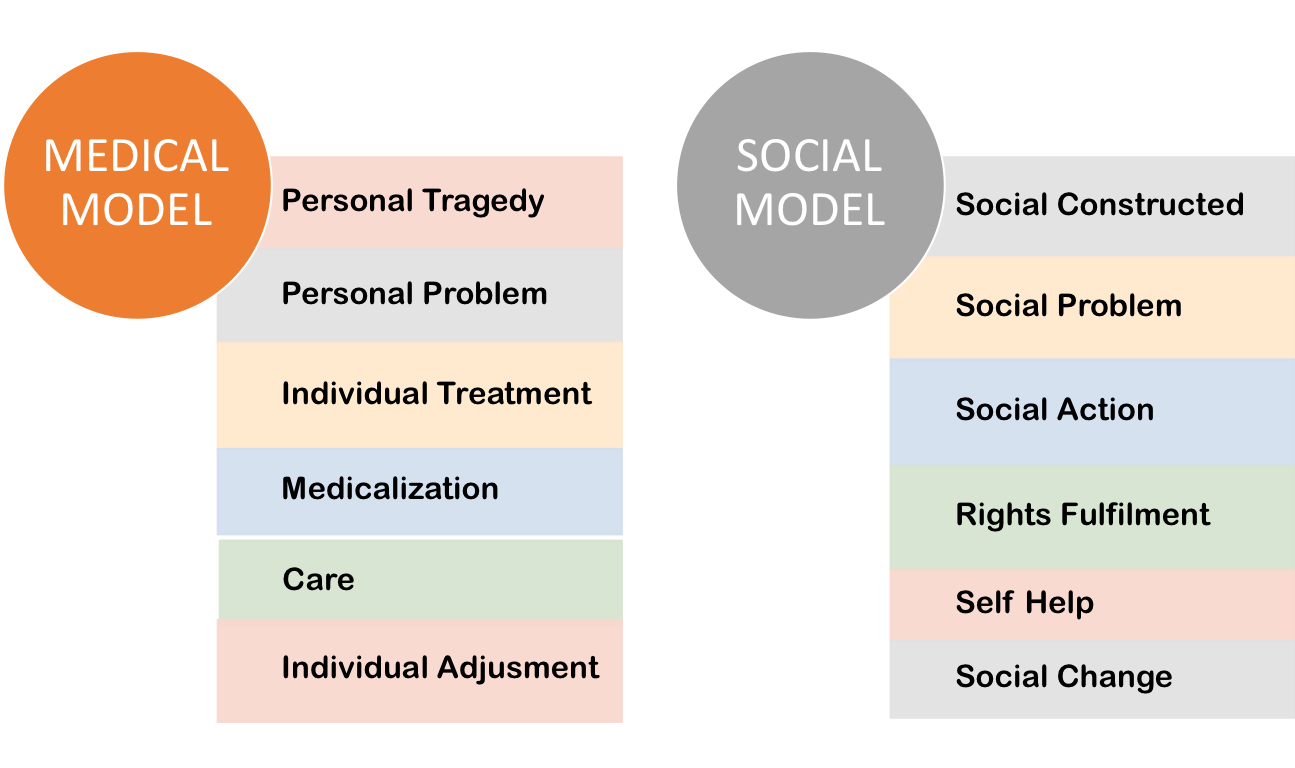 MEDICAL
MODEL
Personal Tragedy
Personal Problem
Individual Treatment
Medicalization
Care
Individual Adjusment
SOCIAL
MODEL
Social Constructed
Social Problem
Social Action
Rights Fulfilment
Self Help
Social Change